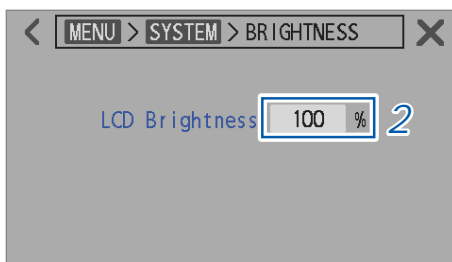 MENU > SYSTEM > BRIGHTNESS
LCD Brightness 100 % 2